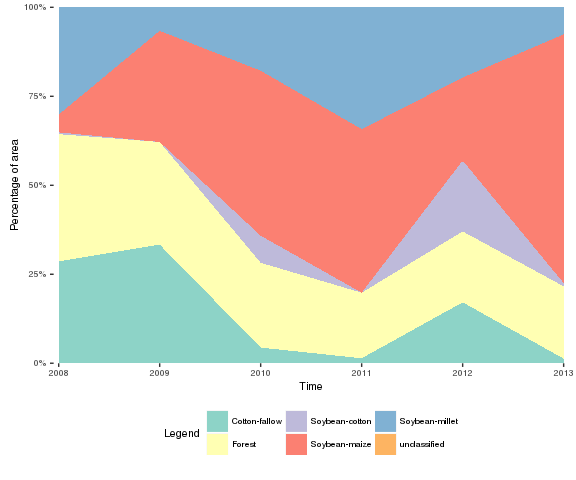 100%
75%
50%
25%
0%
Percentage of area
2008 2009 2010 2011 2012 2013
Time
Legend
Cotton-fallow Soybean-cotton Soybean-millet
Forest Soybean-maize unclassified